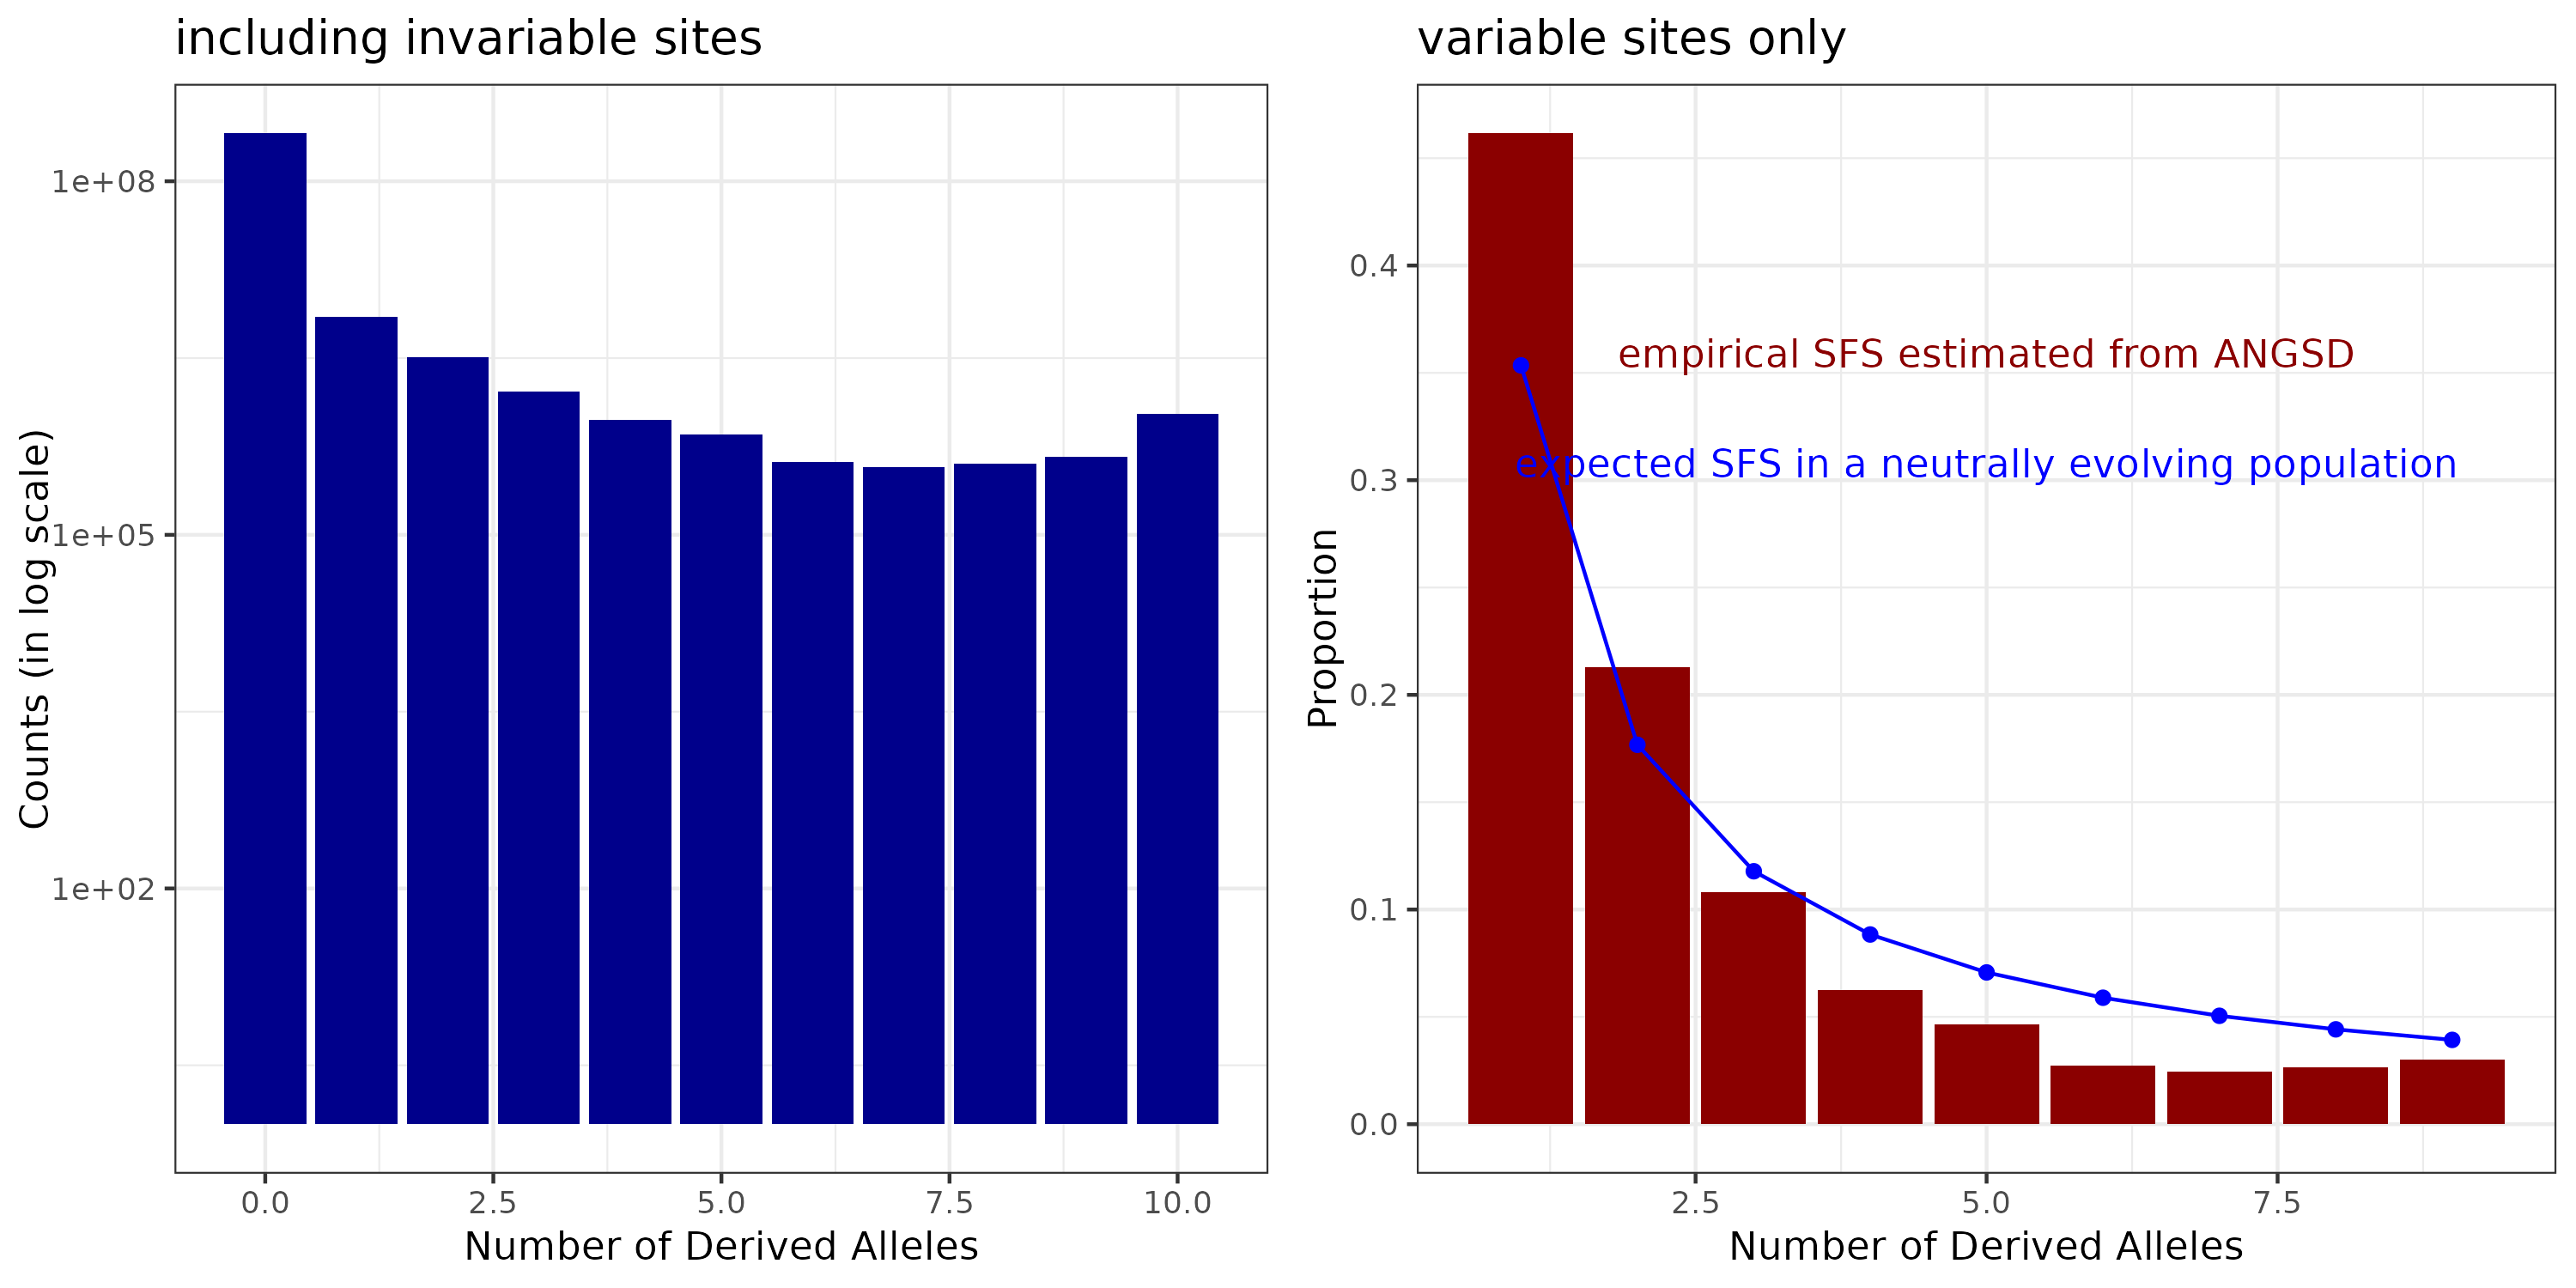 including invariable sites
Counts (in log scale)
1e+08
1e+05
1e+02
0.0 2.5 5.0 7.5 10.0
Number of Derived Alleles
variable sites only
Proportion
0.4
0.3
0.2
0.1
0.0
empirical SFS estimated from ANGSD
expected SFS in a neutrally evolving population
2.5 5.0 7.5
Number of Derived Alleles